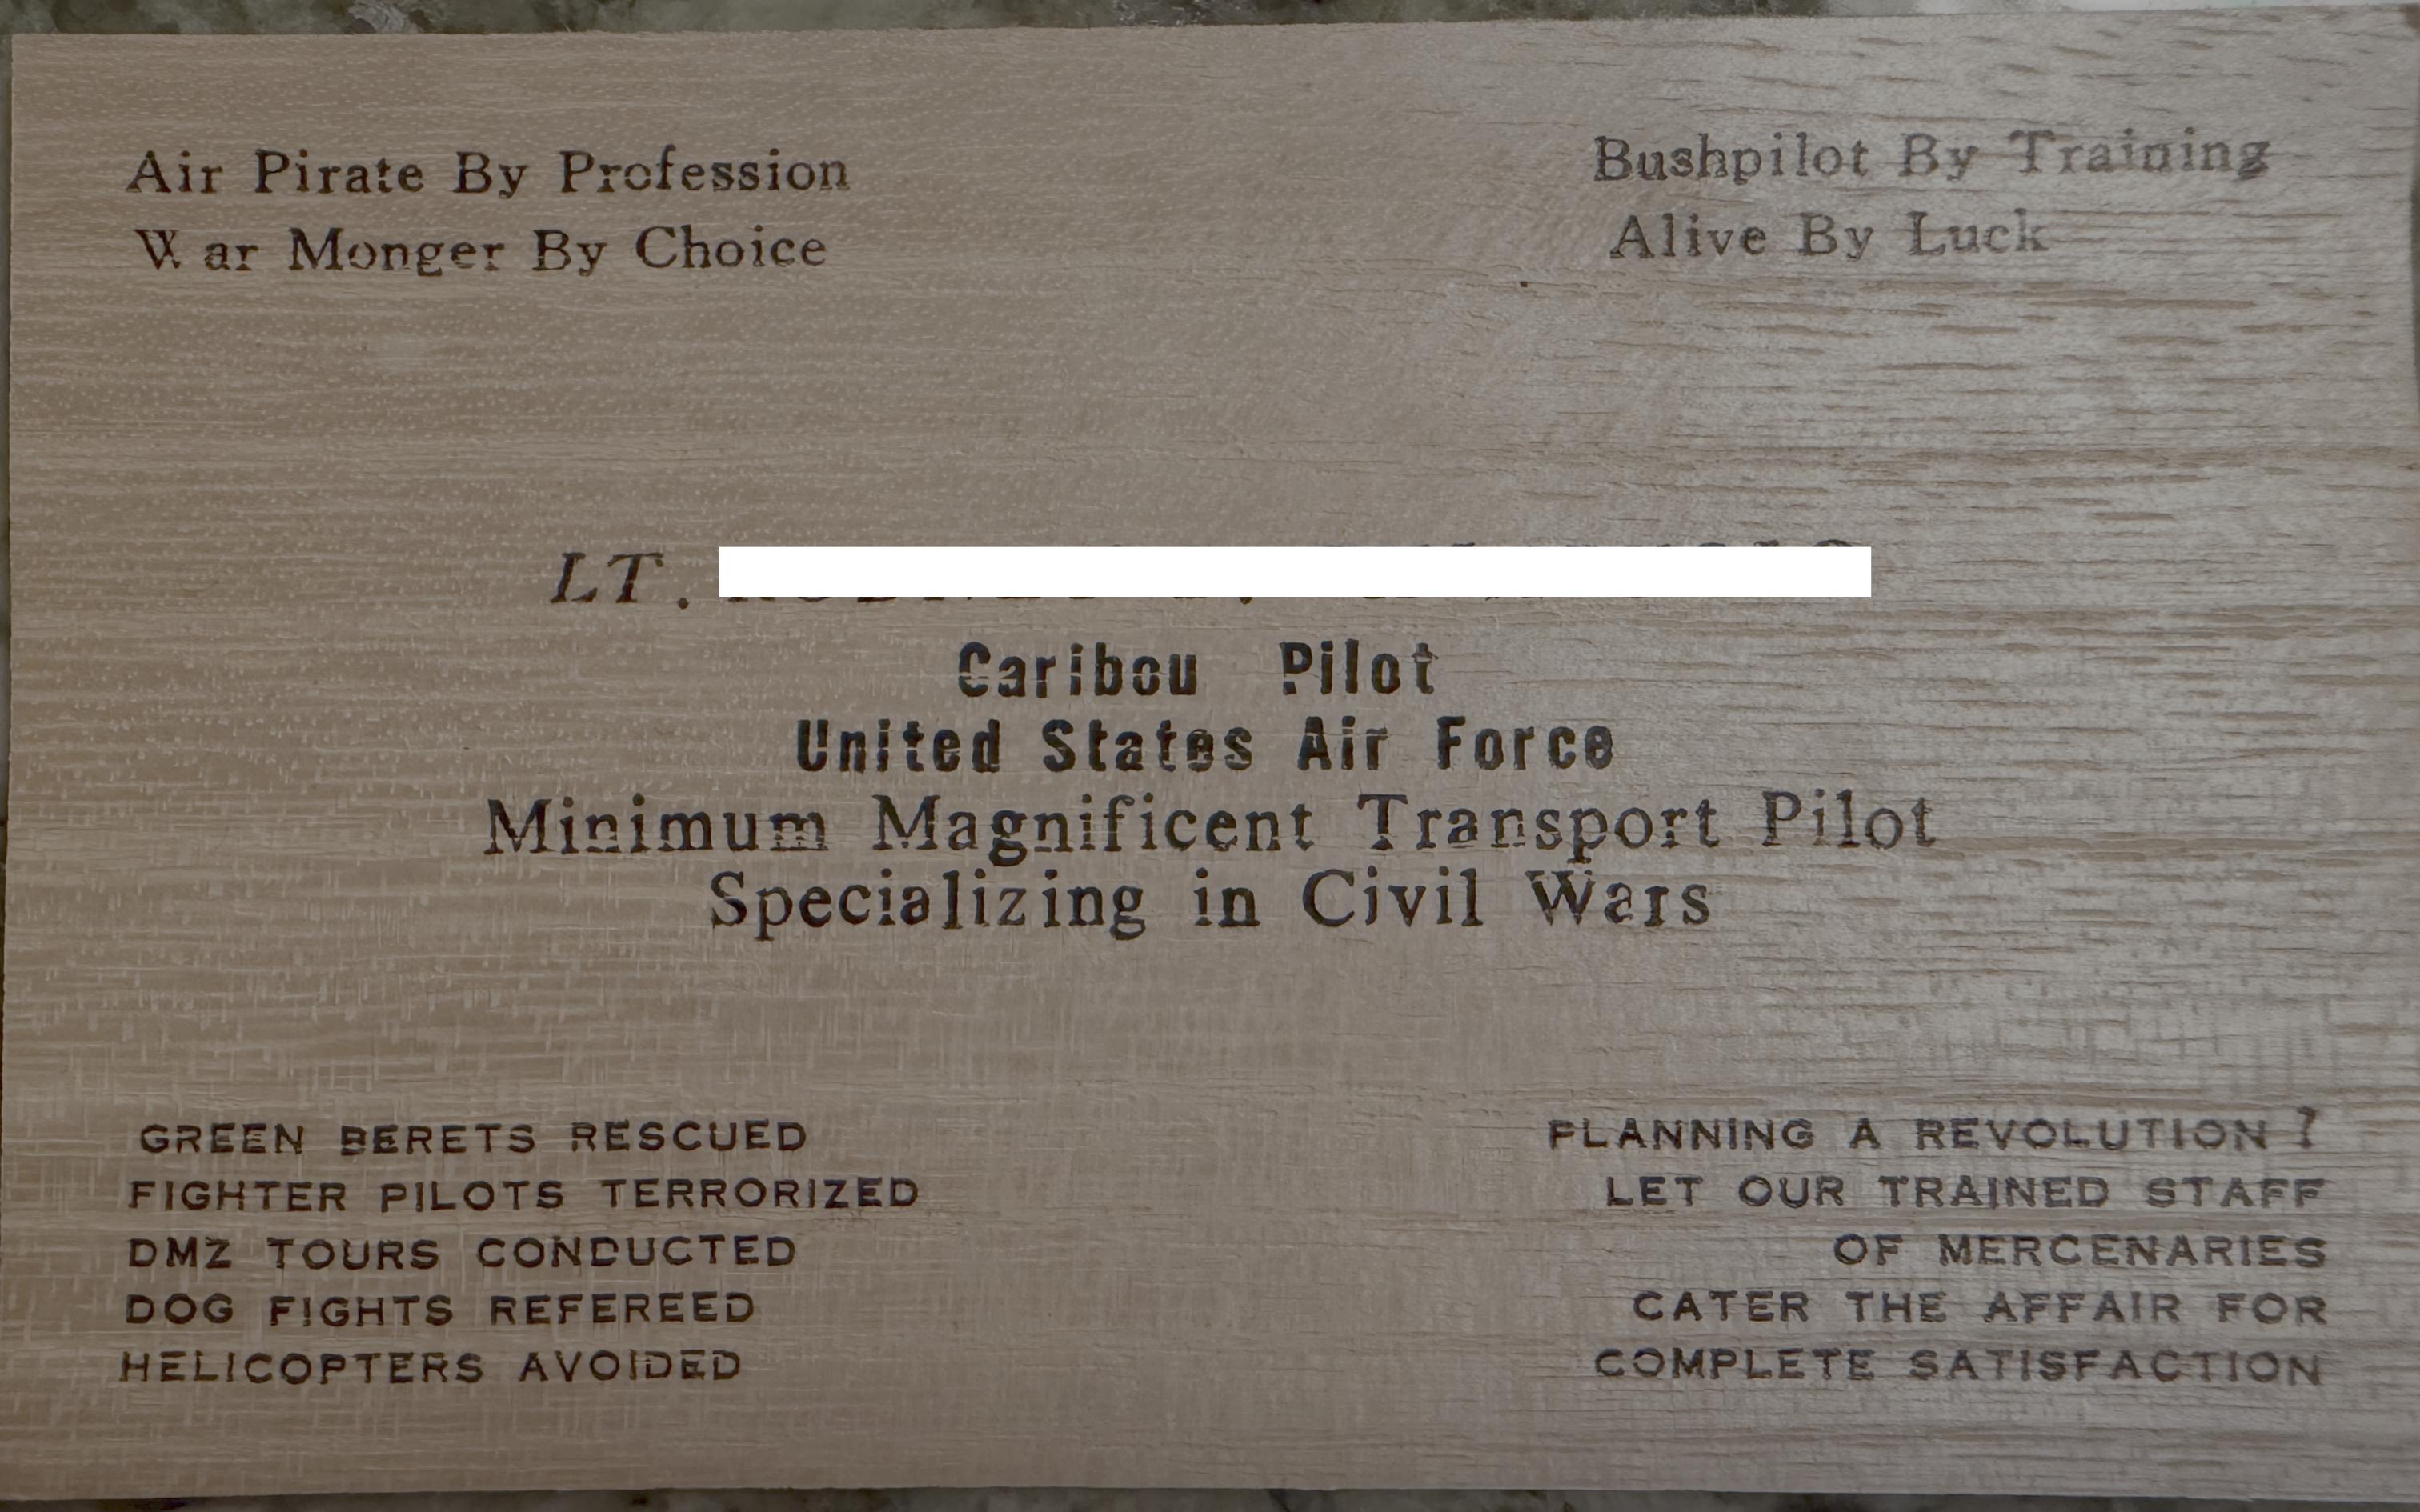 Air Pirate By Profession
War Monger By Choice
Bushpilot By Training
Alive By Luck
LT.
Caribou Pilot
United States Air Force
Minimum Magnificent Transport Pilot
Specializing in Civil Wars
GREEN BERETS RESCUED
FIGHTER PILOTS TERRORIZED
DMZ TOURS CONDUCTED
DOG FIGHTS REFEREED
HELICOPTERS AVOIDED
PLANNING A REVOLUTION?
LET OUR TRAINED STAFF
OF MERCENARIES
CATER THE AFFAIR FOR
COMPLETE SATISFACTION